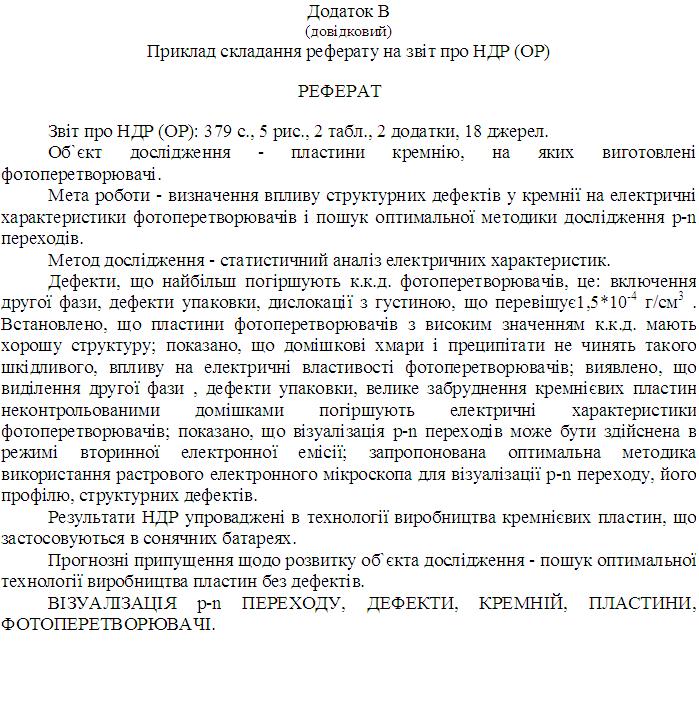 Додаток В
(довідковий)
Приклад складання реферату на звіт про НДР (ОР)
РЕФЕРАТ
Звіт про НДР (ОР): 379 с., 5 рис., 2 табл., 2 додатки, 18 джерел.
Об`єкт дослідження - пластини кремнію, на яких виготовлені
фотоперетворювачі.
Мета роботи - визначення впливу структурних дефектів у кремнії на електричні
характеристики фотоперетворювачів і пошук оптимальної методики дослідження p-n
переходів.
Метод дослідження - статистичний аналіз електричних характеристик.
Дефекти, що найбільш погіршують к.к.д. фотоперетворювачів, це: включення
другої фази, дефекти упаковки, дислокації з густиною, що перевищує1,5*10⁻⁴ г/см³ .
Встановлено, що пластини фотоперетворювачів з високим значенням к.к.д. мають
хорошу структуру; показано, що домішкові хмари і преципітати не чинять такого
шкідливого, впливу на електричні властивості фотоперетворювачів; виявлено, що
виділення другої фази , дефекти упаковки, велике забруднення кремнієвих пластин
неконтрольованими домішками погіршують електричні характеристики
фотоперетворювачів; показано, що візуалізація p-n переходів може бути здійснена в
режимі вторинної електронної емісії; запропонована оптимальна методика
використання растрового електронного мікроскопа для візуалізації p-n переходу, його
профілю, структурних дефектів.
Результати НДР упроваджені в технології виробництва кремнієвих пластин, що
застосовуються в сонячних батареях.
Прогнозні припущення щодо розвитку об`єкта дослідження - пошук оптимальної
технології виробництва пластин без дефектів.
ВІЗУАЛІЗАЦІЯ p-n ПЕРЕХОДУ, ДЕФЕКТИ, КРЕМНІЙ, ПЛАСТИНИ,
ФОТОПЕРЕТВОРЮВАЧІ.